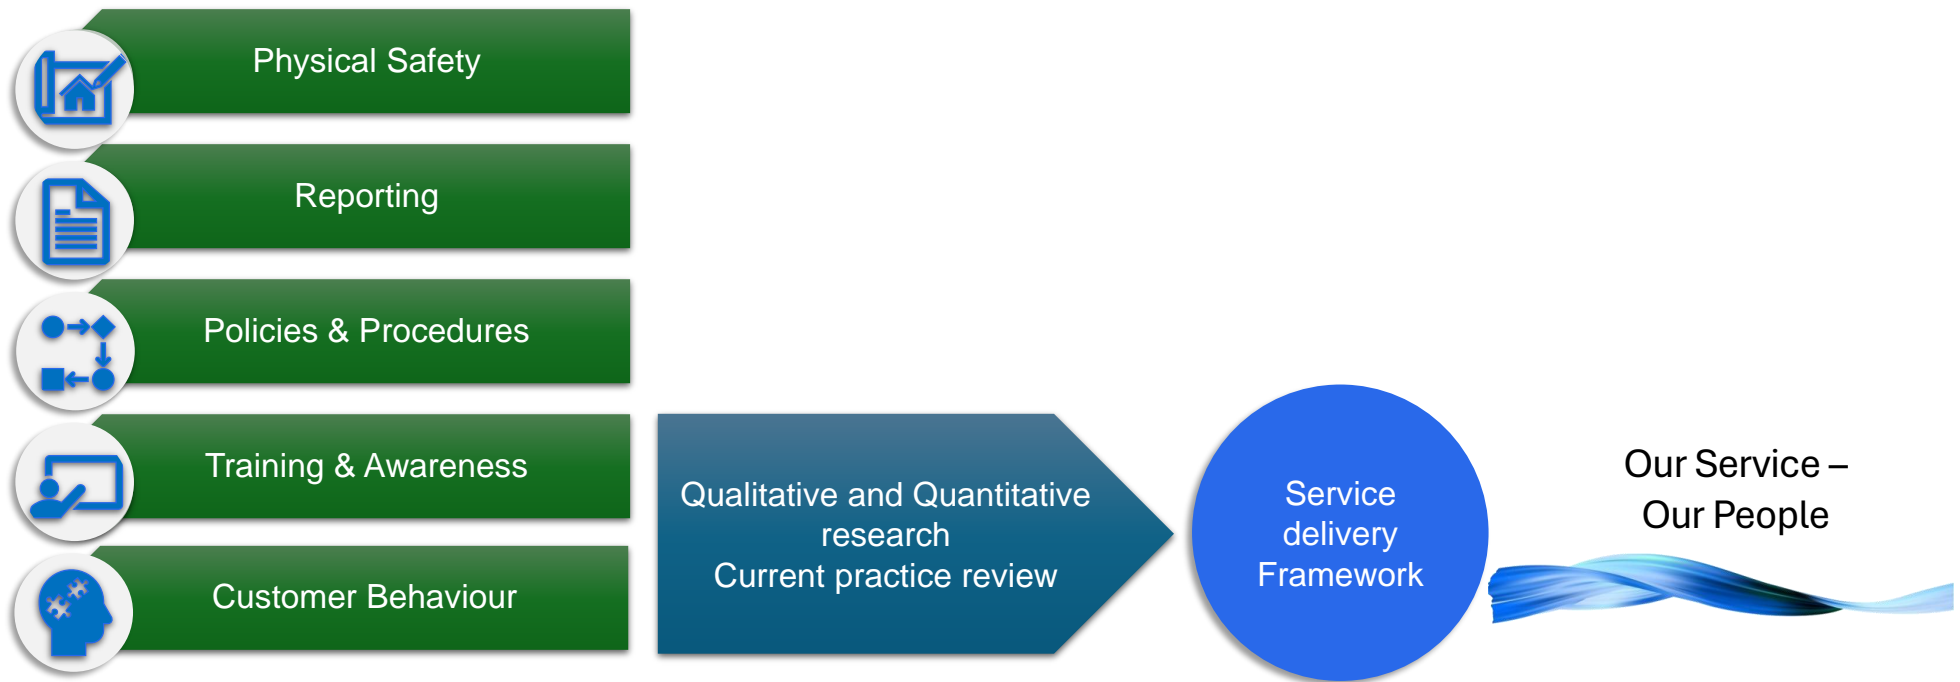 Physical Safety
Reporting
Policies & Procedures
Training & Awareness
Customer Behaviour
Qualitative and Quantitative
research
Current practice review
Service
delivery
Framework
Our Service –
Our People